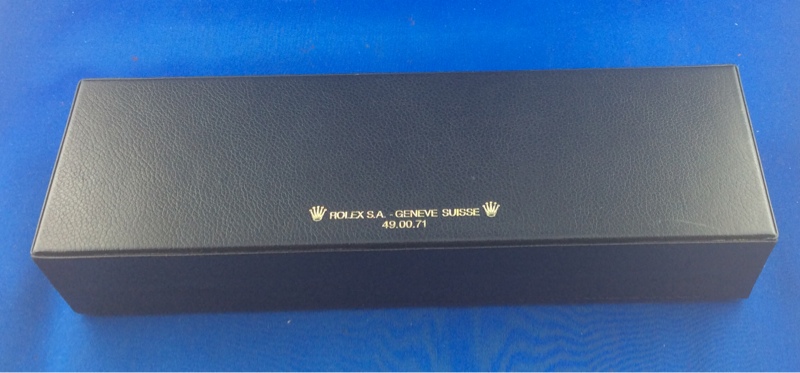 ROLEX S.A. - GENEVE SUISSE
49.00.71